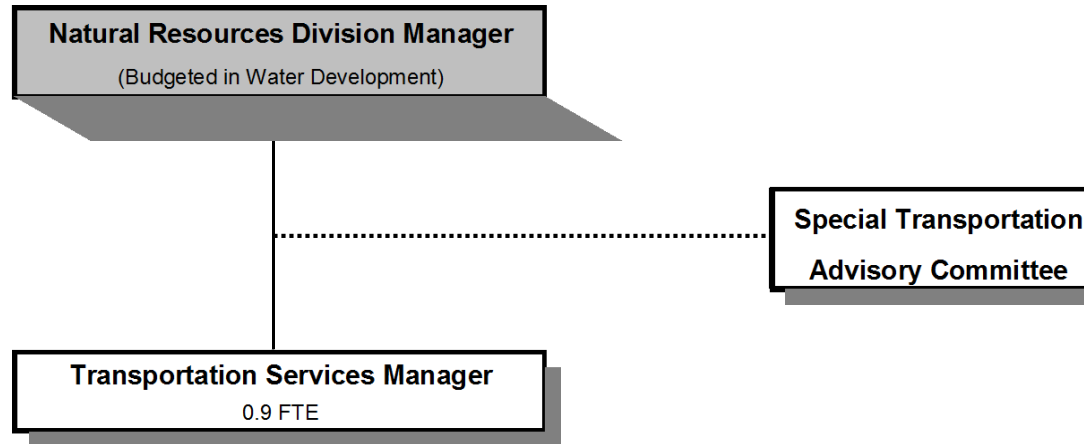 Natural Resources Division Manager
(Budgeted in Water Development)
Special Transportation
Advisory Committee
Transportation Services Manager
0.9 FTE